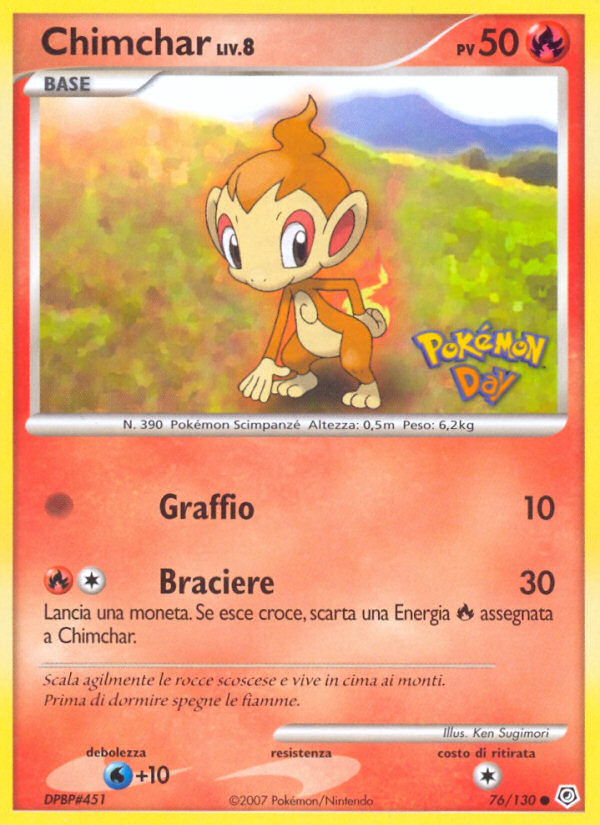 Chimchar LIV.8
PV 50
BASE
POKéMON
Day
N. 390 Pokémon Scimpanzé Altezza: 0,5m Peso: 6,2kg
Graffio 10
Braciere 30
Lancia una moneta. Se esce croce, scarta una Energia assegnata
a Chimchar.
Scala agilmente le rocce scoscese e vive in cima ai monti.
Prima di dormire spegne le fiamme.
Illus. Ken Sugimori
debolezza resistenza costo di ritirata
+10
DPBP#451 ©2007 Pokémon/Nintendo 76/130